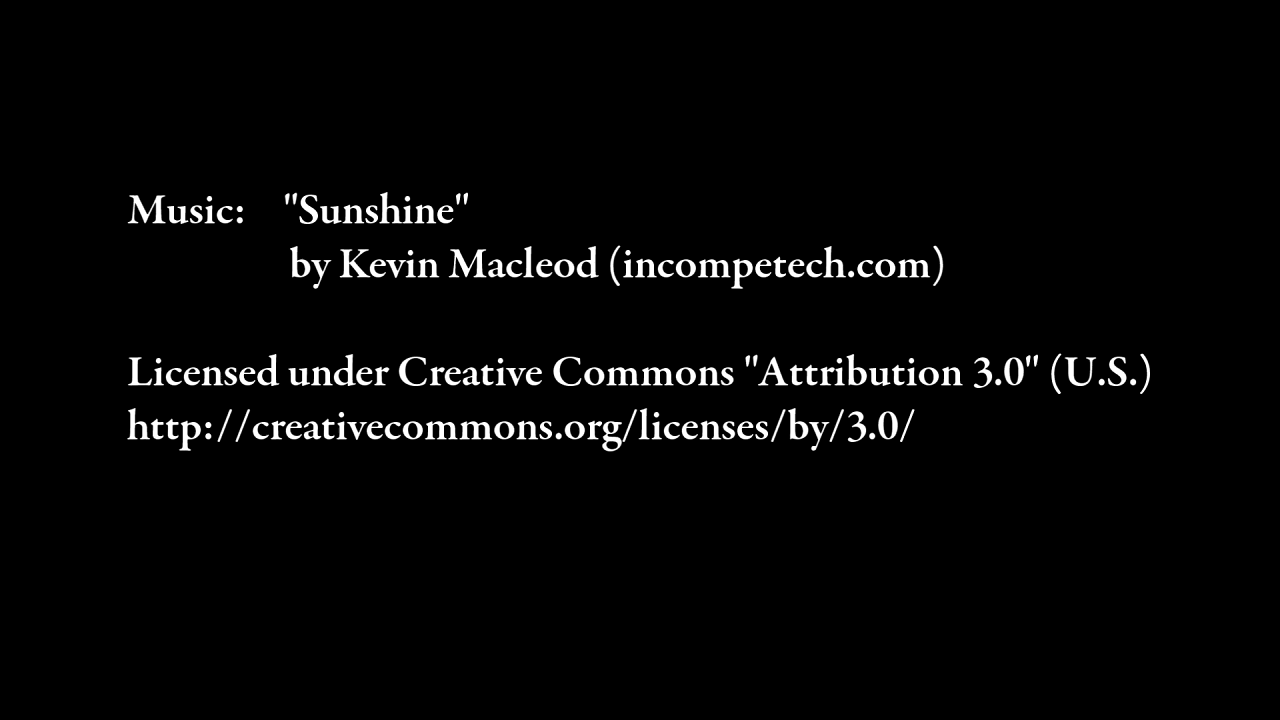 Music: "Sunshine"
by Kevin Macleod (incompetech.com)
Licensed under Creative Commons "Attribution 3.0" (U.S.)
http://creativecommons.org/licenses/by/3.0/